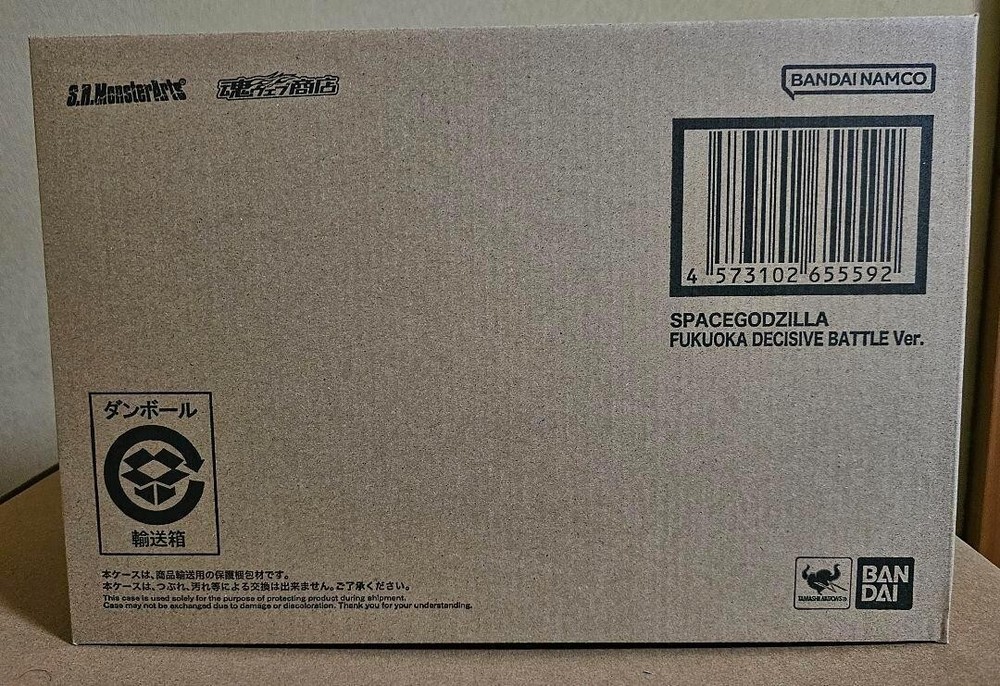 S.H.MonsterArts
魂ウェブ商店
BANDAI NAMCO
4 573102 655592
SPACEGODZILLA
FUKUOKA DECISIVE BATTLE Ver.
ダンボール
輸送箱
本ケースは、商品輸送用の保護梱包材です。
本ケースは、つぶれ、汚れ等による交換は出来ません。ご了承ください。
This case is used solely for the purpose of protecting product during shipment.
Case may not be exchanged due to damage or discoloration. Thank you for your understanding.
TAMASHII NATIONS
BAN
DAI